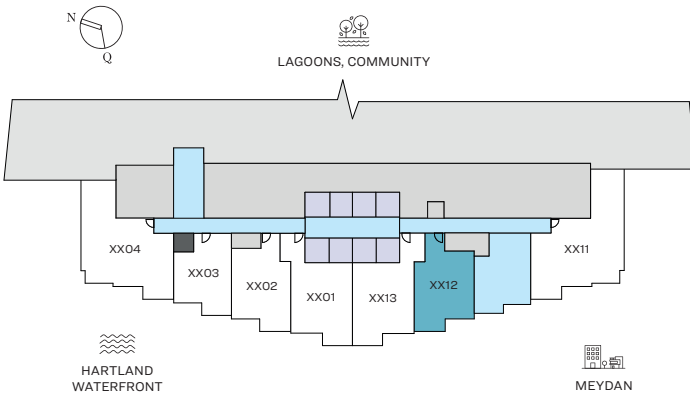 N
Q
LAGOONS, COMMUNITY
XX04
XX03
XX02
XX01
XX13
XX12
XX11
HARTLAND
WATERFRONT
MEYDAN